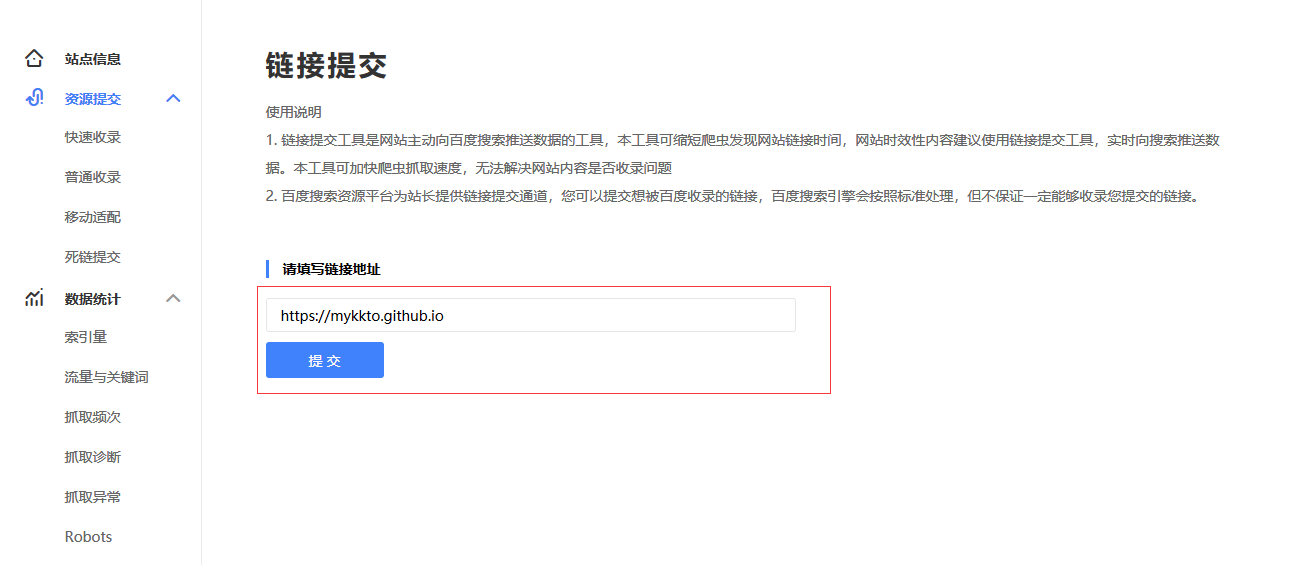 站点信息
资源提交
快速收录
普通收录
移动适配
死链提交
数据统计
索引量
流量与关键词
抓取频次
抓取诊断
抓取异常
Robots
链接提交
使用说明
1. 链接提交工具是网站主动向百度搜索推送数据的工具，本工具可缩短爬虫发现网站链接时间，网站时效性内容建议使用链接提交工具，实时向搜索推送数
据。本工具可加快爬虫抓取速度，无法解决网站内容是否收录问题
2. 百度搜索资源平台为站长提供链接提交通道，您可以提交想被百度收录的链接，百度搜索引擎会按照标准处理，但不保证一定能够收录您提交的链接。
请填写链接地址
https://mykkto.github.io
提 交